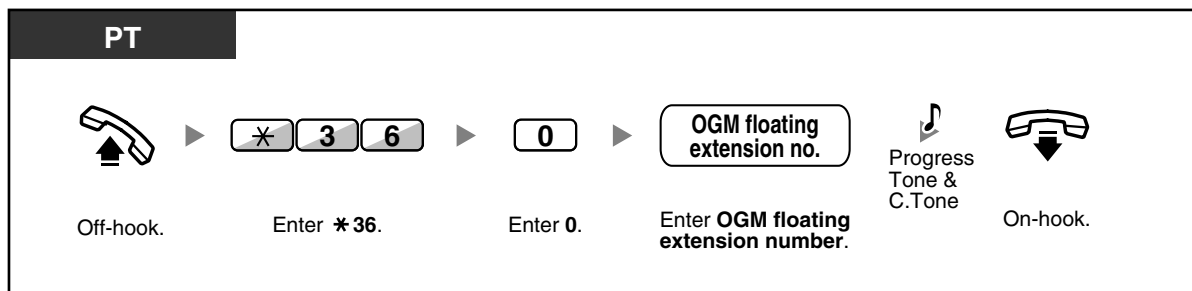 PT
* 3 6
0
OGM floating
extension no.
Progress
Tone &
C.Tone
Off-hook.
Enter *36.
Enter 0.
Enter OGM floating
extension number.
On-hook.